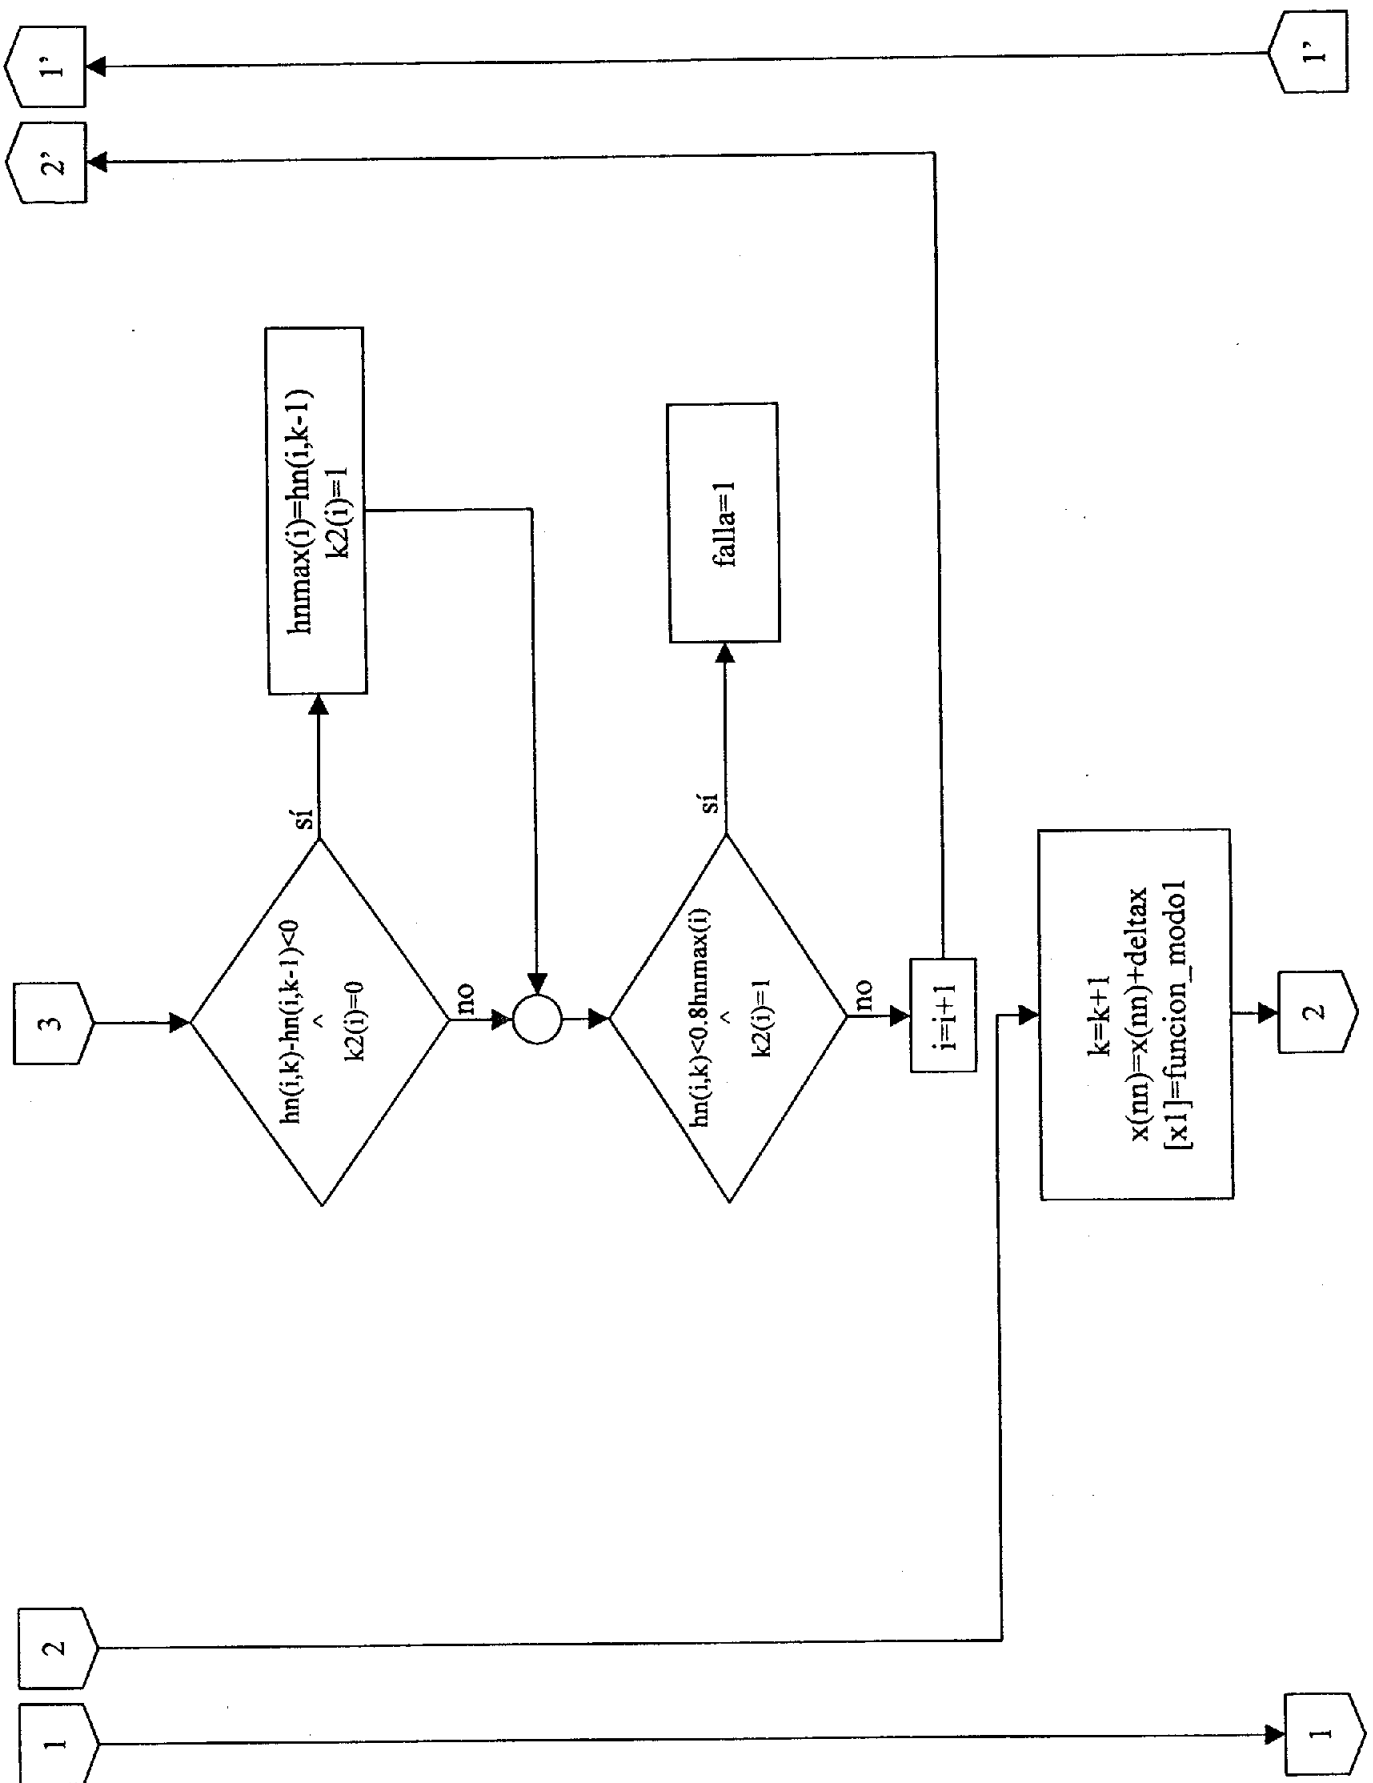 1
2
3
2’
1’
hn(i,k)-hn(i,k-1)<0
^
k2(i)=0
sí
hnmax(i)=hn(i,k-1)
k2(i)=1
no
hn(i,k)<0.8hnmax(i)
^
k2(i)=1
sí
falla=1
no
i=i+1
k=k+1
x(nn)=x(nn)+deltax
[x1]=funcion_modo1
1
2
1’